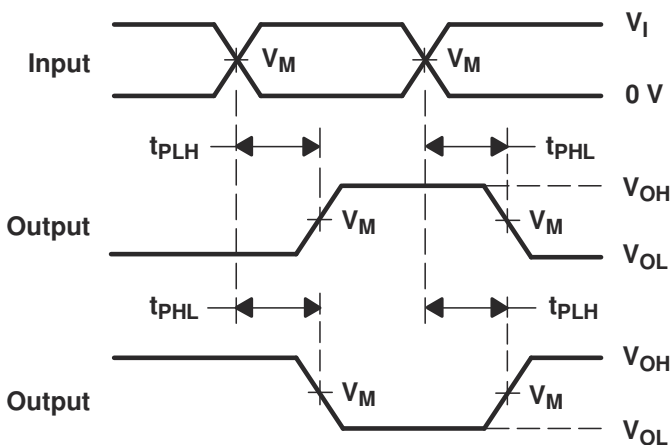 V_I
Input V_M V_M
0 V
t_PLH t_PHL
V_OH
Output V_M V_M
V_OL
t_PHL t_PLH
V_OH
Output V_M V_M
V_OL